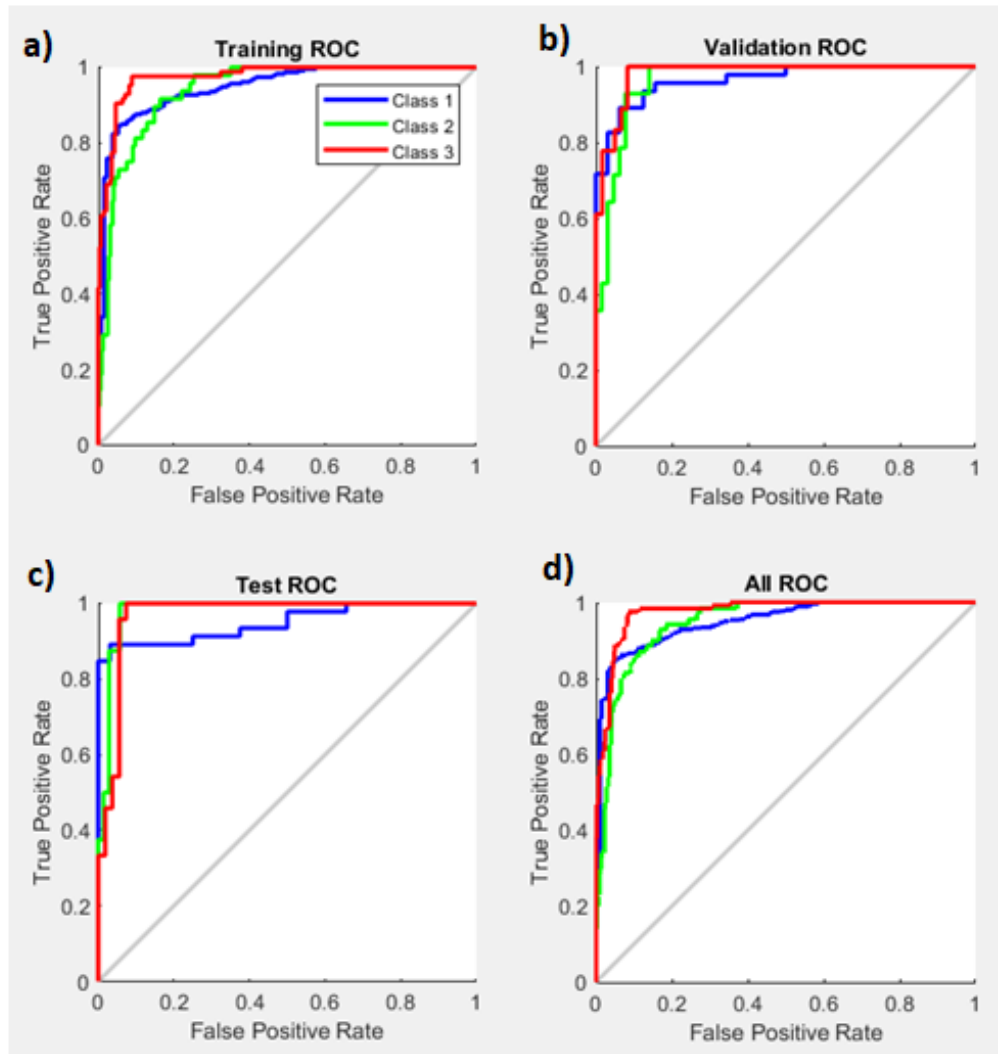 a)
Training ROC
1
0.8
0.6
0.4
0.2
0
True Positive Rate
Class 1
Class 2
Class 3
0
0.2
0.4
0.6
0.8
1
False Positive Rate
b)
Validation ROC
1
0.8
0.6
0.4
0.2
0
True Positive Rate
0
0.2
0.4
0.6
0.8
1
False Positive Rate
c)
Test ROC
1
0.8
0.6
0.4
0.2
0
True Positive Rate
0
0.2
0.4
0.6
0.8
1
False Positive Rate
d)
All ROC
1
0.8
0.6
0.4
0.2
0
True Positive Rate
0
0.2
0.4
0.6
0.8
1
False Positive Rate